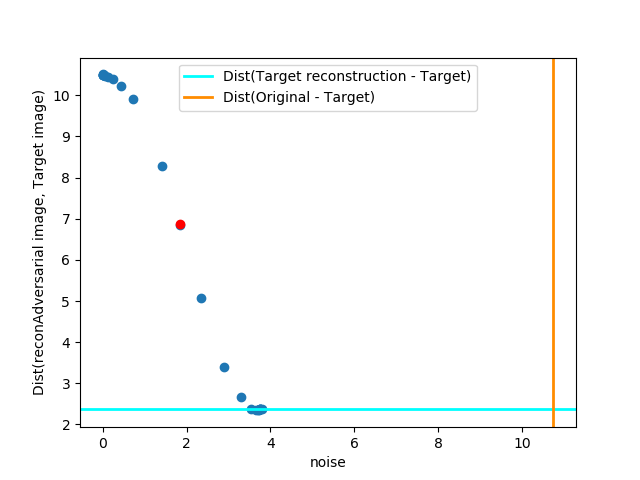 Dist(Target reconstruction - Target)
Dist(Original - Target)
Dist(reconAdversarial image, Target image)
10
9
8
7
6
5
4
3
2
0 2 4 6 8 10
noise